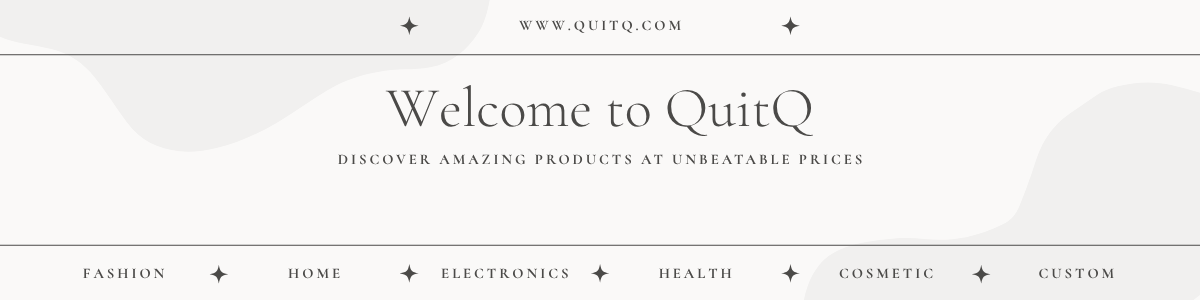 WWW.QUITQ.COM
Welcome to QuitQ
DISCOVER AMAZING PRODUCTS AT UNBEATABLE PRICES
FASHION HOME ELECTRONICS HEALTH COSMETIC CUSTOM